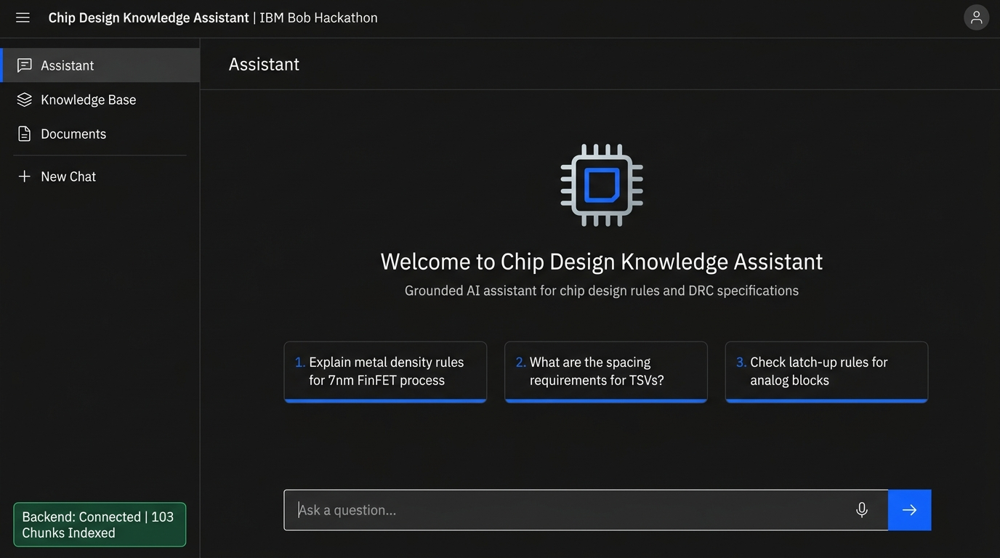 Chip Design Knowledge Assistant | IBM Bob Hackathon
Assistant
Knowledge Base
Documents
New Chat
Backend: Connected | 103
Chunks Indexed
Assistant
Welcome to Chip Design Knowledge Assistant
Grounded AI assistant for chip design rules and DRC specifications
1. Explain metal density rules
for 7nm FinFET process
2. What are the spacing
requirements for TSVs?
3. Check latch-up rules for
analog blocks
Ask a question...